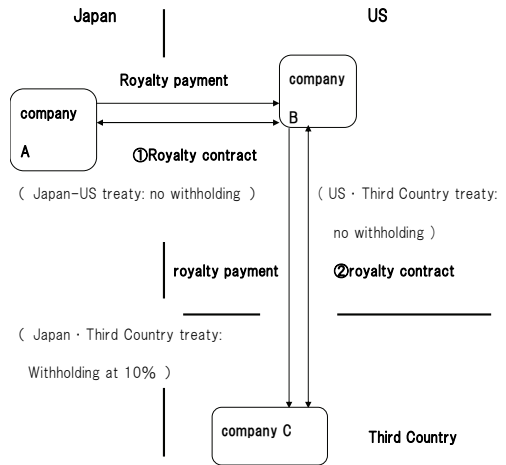 Japan
US
Royalty payment
company
B
company
A
①Royalty contract
( Japan-US treaty: no withholding )
( US・Third Country treaty:
no withholding )
royalty payment
②royalty contract
( Japan・Third Country treaty:
Withholding at 10% )
company C
Third Country